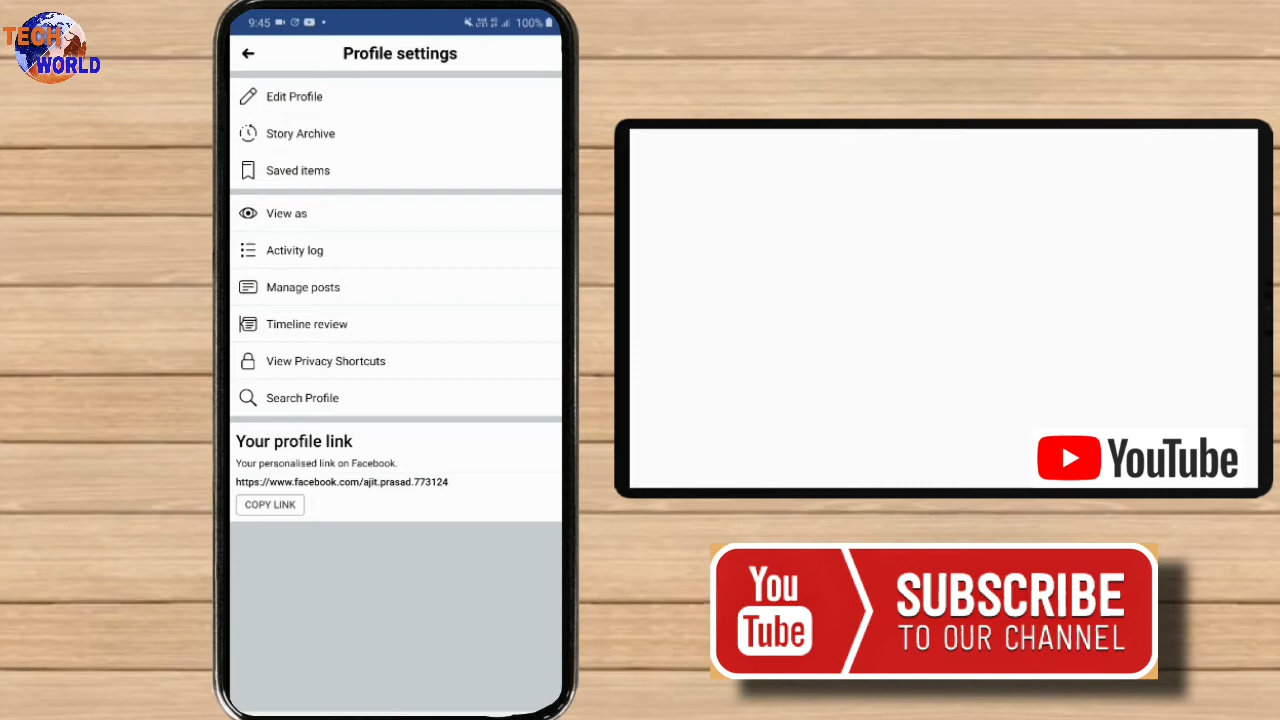 TECH
WORLD
9:45
100%
Profile settings
Edit Profile
Story Archive
Saved items
View as
Activity log
Manage posts
Timeline review
View Privacy Shortcuts
Search Profile
Your profile link
Your personalised link on Facebook.
https://www.facebook.com/ajit.prasad.773124
COPY LINK
YouTube
You
Tube
SUBSCRIBE
TO OUR CHANNEL